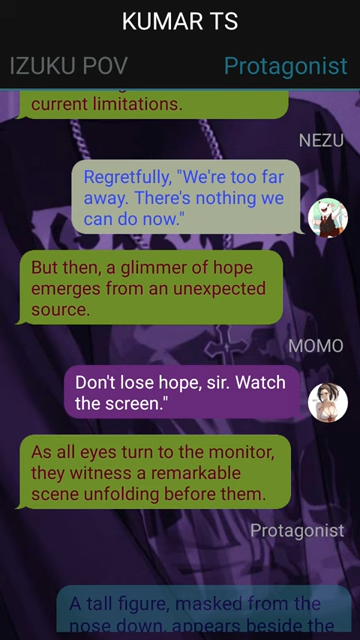 KUMAR TS
IZUKU POV
Protagonist
current limitations.
NEZU
Regretfully, "We're too far
away. There's nothing we
can do now."
But then, a glimmer of hope
emerges from an unexpected
source.
MOMO
Don't lose hope, sir. Watch
the screen."
As all eyes turn to the monitor,
they witness a remarkable
scene unfolding before them.
Protagonist
A tall figure, masked from the
nose down, appears beside the